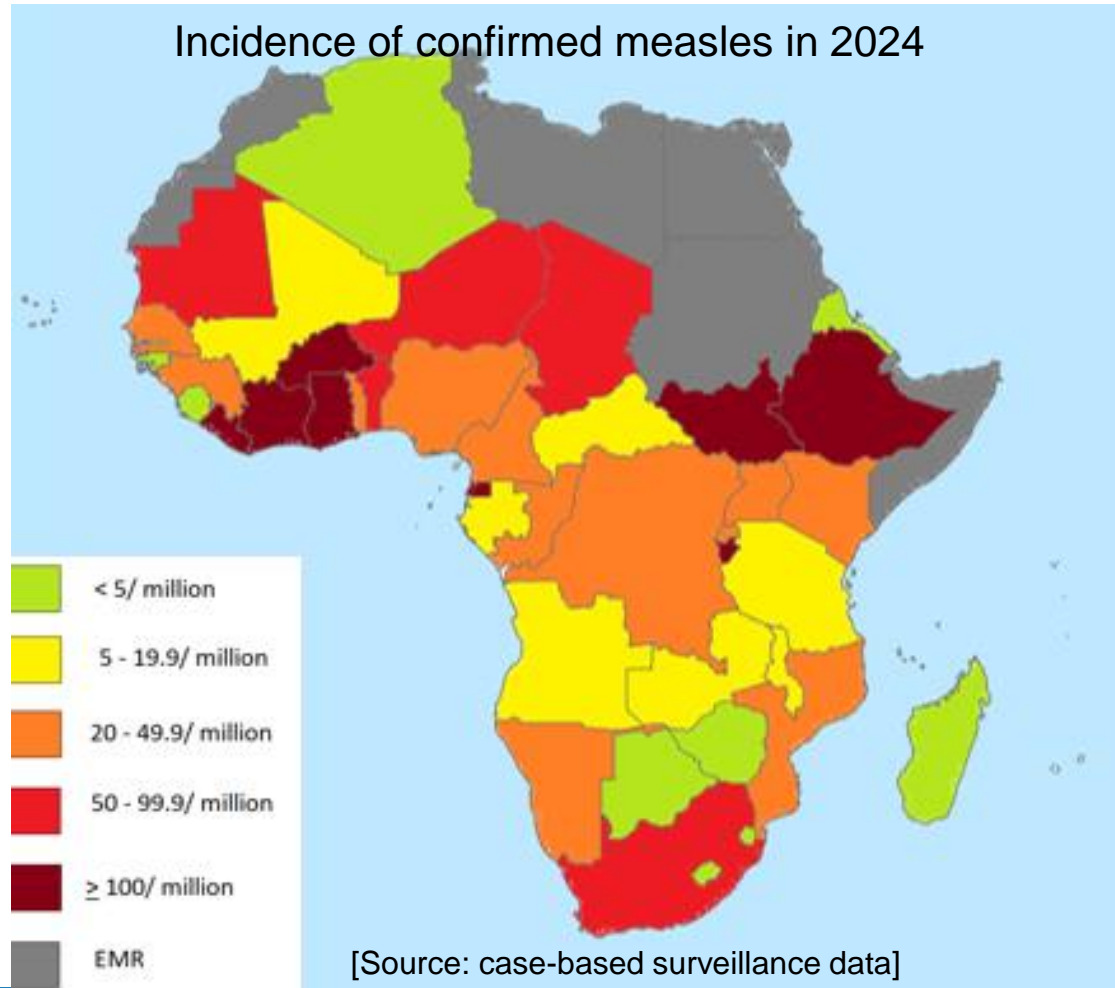 Incidence of confirmed measles in 2024
< 5/ million
5 - 19.9/ million
20 - 49.9/ million
50 - 99.9/ million
≥ 100/ million
EMR
[Source: case-based surveillance data]